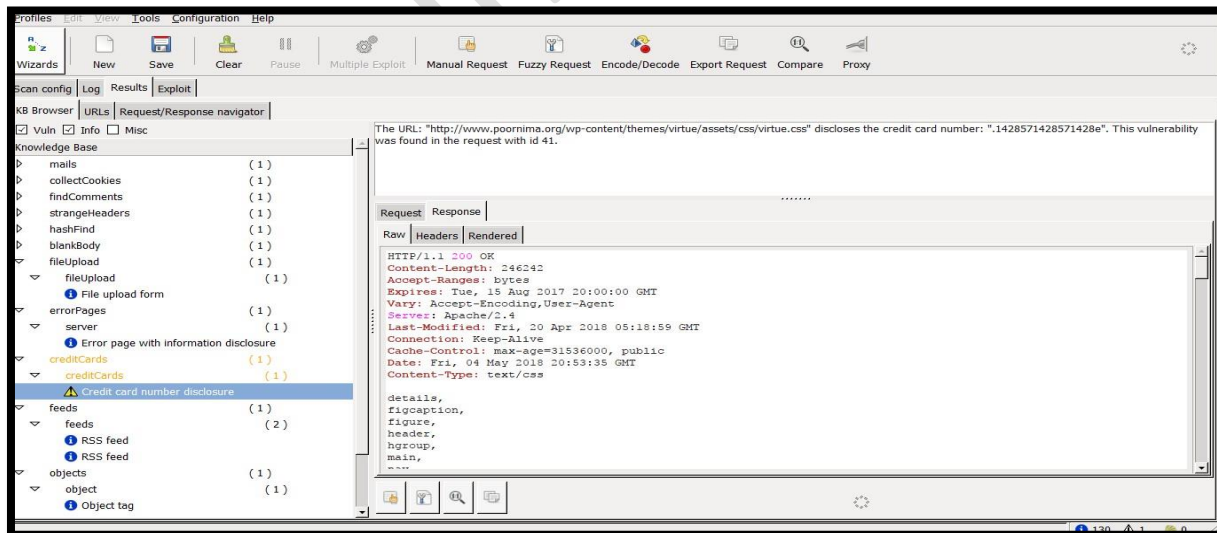 Profiles Edit View Tools Configuration Help
Wizards New Save Clear Pause Multiple Exploit Manual Request Fuzzy Request Encode/Decode Export Request Compare Proxy
Scan config Log Results Exploit
KB Browser URLs Request/Response navigator
Vuln Info Misc
Knowledge Base
mails (1)
collectCookies (1)
findComments (1)
strangeHeaders (1)
hashFind (1)
blankBody (1)
fileUpload (1)
fileUpload (1)
File upload form
errorPages (1)
server (1)
Error page with information disclosure
creditCards (1)
creditCards (1)
Credit card number disclosure
feeds (1)
feeds (2)
RSS feed
RSS feed
objects (1)
object (1)
Object tag
The URL: "http://www.poornima.org/wp-content/themes/virtue/assets/css/virtue.css" discloses the credit card number: ".1428571428571428e". This vulnerability
was found in the request with id 41.
Request Response
Raw Headers Rendered
HTTP/1.1 200 OK
Content-Length: 246242
Accept-Ranges: bytes
Expires: Tue, 15 Aug 2017 20:00:00 GMT
Vary: Accept-Encoding,User-Agent
Server: Apache/2.4
Last-Modified: Fri, 20 Apr 2018 05:18:59 GMT
Connection: Keep-Alive
Cache-Control: max-age=31536000, public
Date: Fri, 04 May 2018 20:53:35 GMT
Content-Type: text/css
details,
figcaption,
figure,
header,
hgroup,
main,
130 1 0